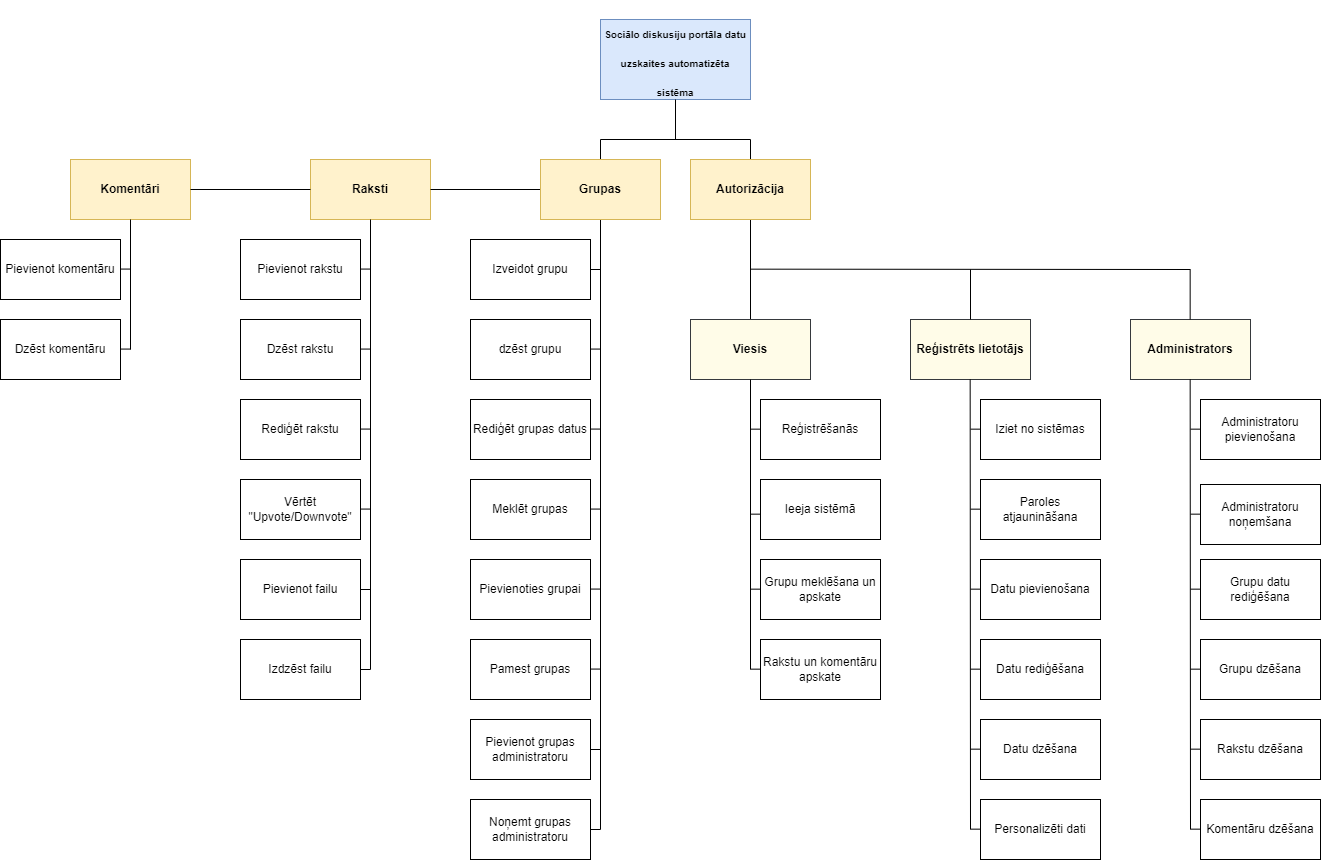 Sociālo diskusiju portāla datu
uzskaites automatizēta
sistēma
Komentāri
Raksti
Grupas
Autorizācija
Pievienot komentāru
Dzēst komentāru
Pievienot rakstu
Dzēst rakstu
Rediģēt rakstu
Vērtēt
"Upvote/Downvote"
Pievienot failu
Izdzēst failu
Izveidot grupu
dzēst grupu
Rediģēt grupas datus
Meklēt grupas
Pievienoties grupai
Pamest grupas
Pievienot grupas
administratoru
Noņemt grupas
administratoru
Viesis
Reģistrēšanās
Ieeja sistēmā
Grupu meklēšana un
apskate
Rakstu un komentāru
apskate
Reģistrēts lietotājs
Iziet no sistēmas
Paroles
atjaunināšana
Datu pievienošana
Datu rediģēšana
Datu dzēšana
Personalizēti dati
Administrators
Administratoru
pievienošana
Administratoru
noņemšana
Grupu datu
rediģēšana
Grupu dzēšana
Rakstu dzēšana
Komentāru dzēšana